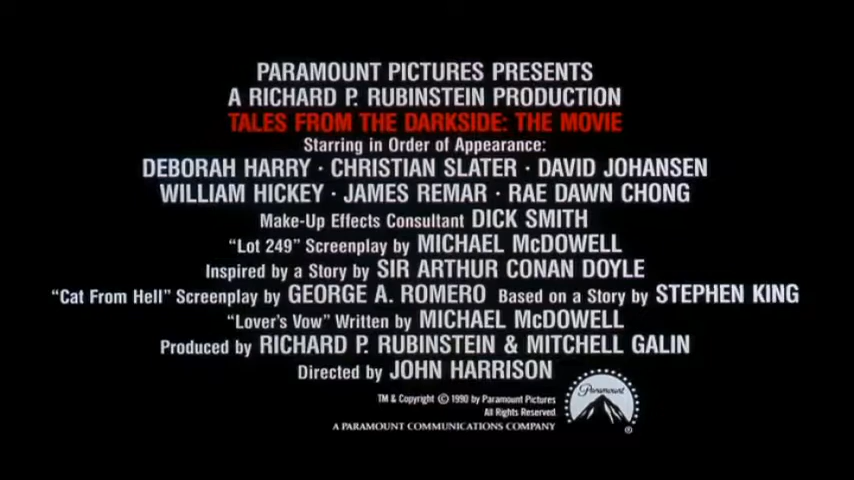 PARAMOUNT PICTURES PRESENTS
A RICHARD P. RUBINSTEIN PRODUCTION
TALES FROM THE DARKSIDE: THE MOVIE
Starring in Order of Appearance:
DEBORAH HARRY · CHRISTIAN SLATER · DAVID JOHANSEN
WILLIAM HICKEY · JAMES REMAR · RAE DAWN CHONG
Make-Up Effects Consultant DICK SMITH
“Lot 249” Screenplay by MICHAEL McDOWELL
Inspired by a Story by SIR ARTHUR CONAN DOYLE
“Cat From Hell” Screenplay by GEORGE A. ROMERO Based on a Story by STEPHEN KING
“Lover’s Vow” Written by MICHAEL McDOWELL
Produced by RICHARD P. RUBINSTEIN & MITCHELL GALIN
Directed by JOHN HARRISON
TM & Copyright © 1990 by Paramount Pictures
All Rights Reserved
A PARAMOUNT COMMUNICATIONS COMPANY
Paramount
®